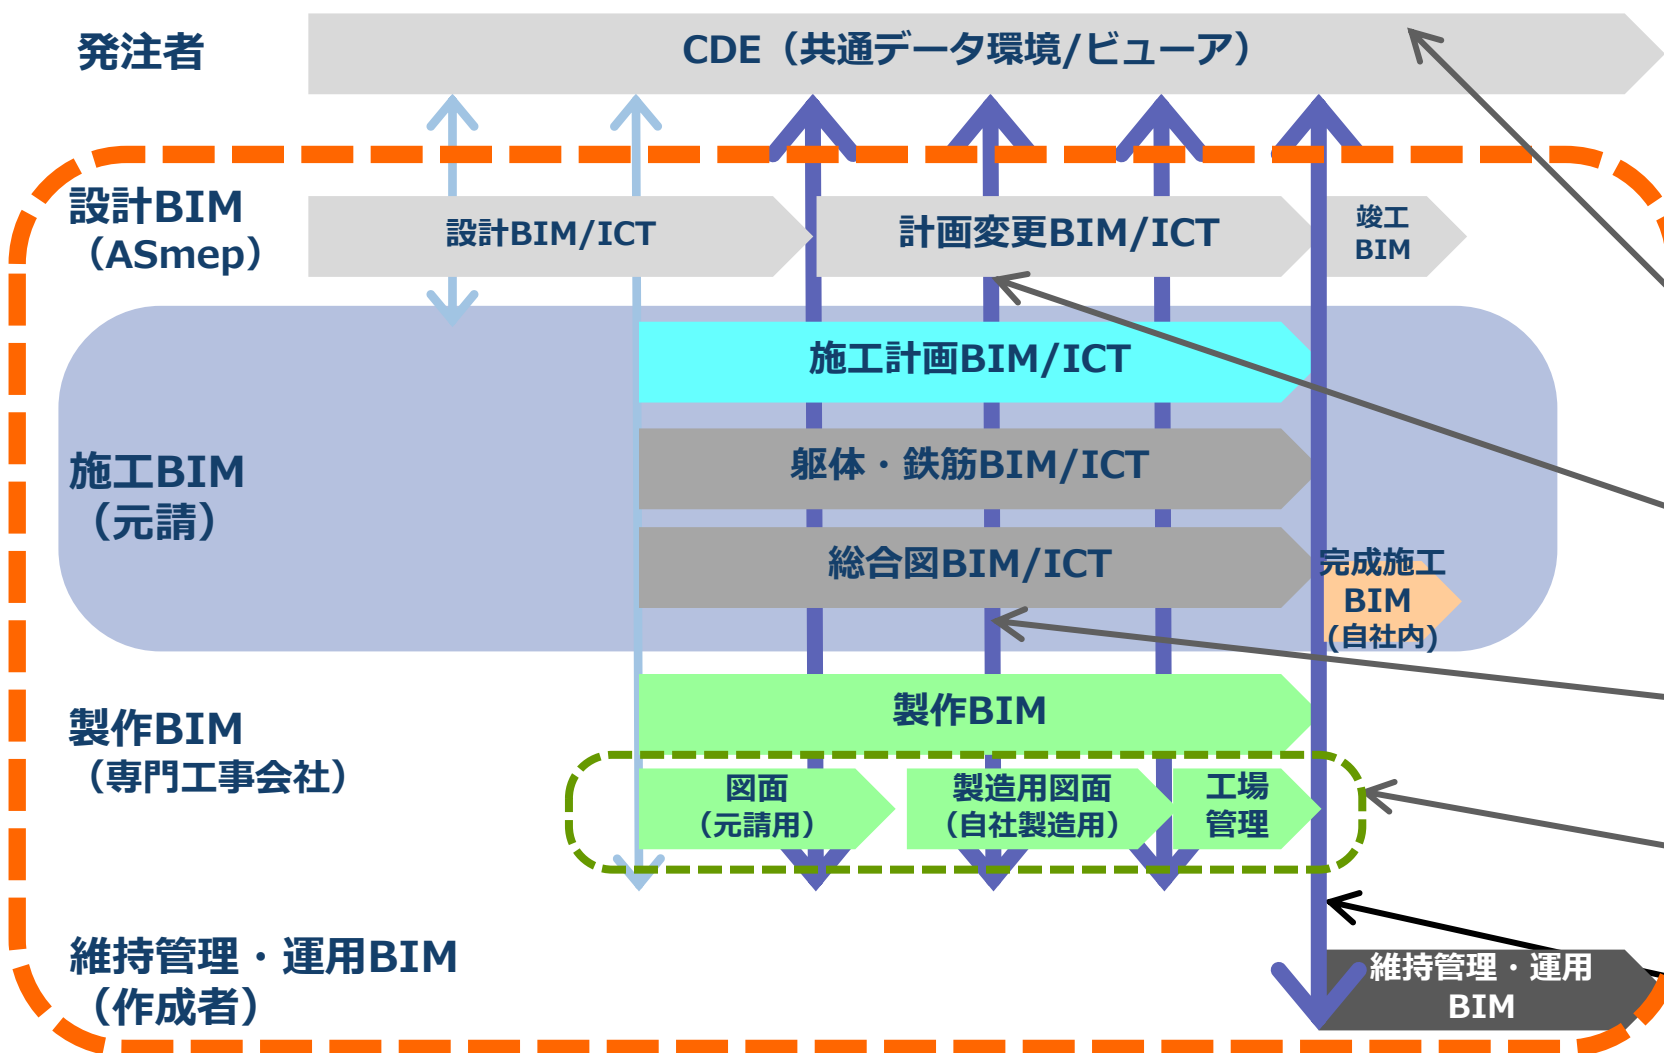 発注者
CDE（共通データ環境/ビューア）
設計BIM
（ASmep）
設計BIM/ICT
計画変更BIM/ICT
竣工
BIM
施工計画BIM/ICT
施工BIM
（元請）
躯体・鉄筋BIM/ICT
総合図BIM/ICT
完成施工
BIM
(自社内)
製作BIM
（専門工事会社）
製作BIM
図面
（元請用）
製造用図面
（自社製造用）
工場
管理
維持管理・運用BIM
（作成者）
維持管理・運用
BIM